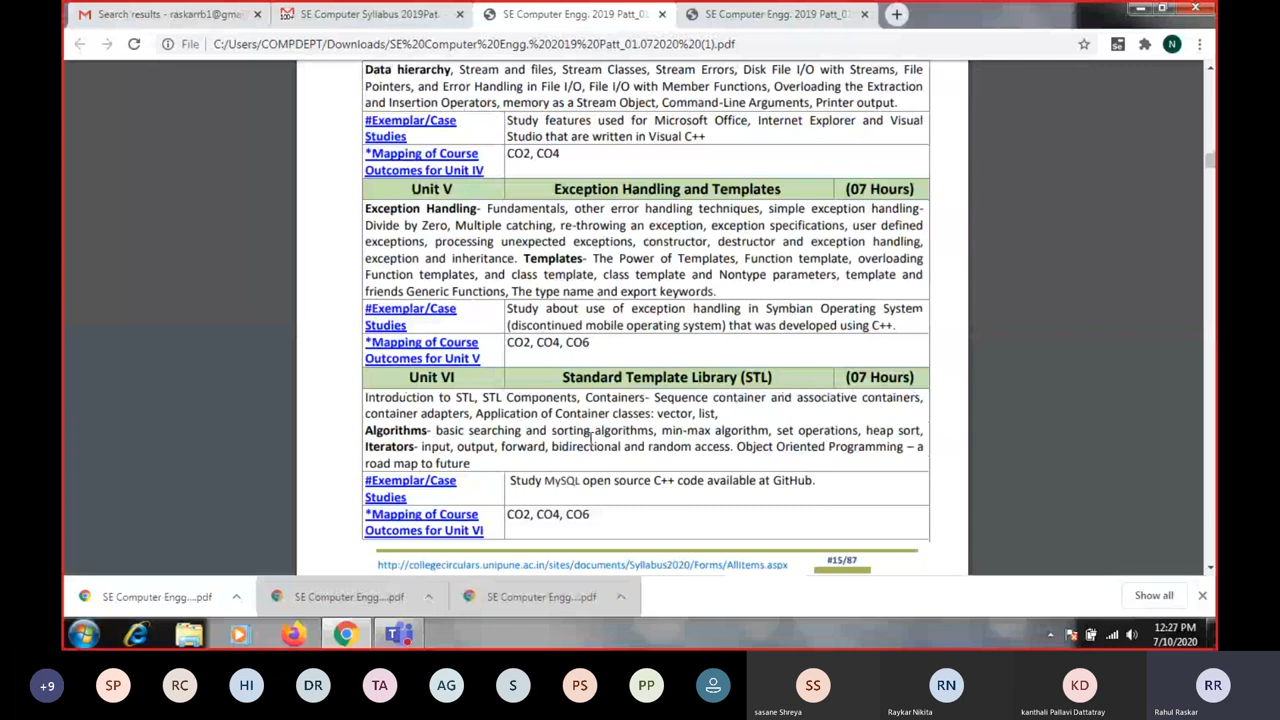 Search results - raskarrb1@gmai
SE Computer Syllabus 2019Pat
SE Computer Engg. 2019 Patt_01
SE Computer Engg. 2019 Patt_01
File
C:/Users/COMPDEPT/Downloads/SE%20Computer%20Engg.%202019%20Patt_01.072020%20(1).pdf
Se
N
Data hierarchy, Stream and files, Stream Classes, Stream Errors, Disk File I/O with Streams, File
Pointers, and Error Handling in File I/O, File I/O with Member Functions, Overloading the Extraction
and Insertion Operators, memory as a Stream Object, Command-Line Arguments, Printer output.
#Exemplar/Case Studies
Study features used for Microsoft Office, Internet Explorer and Visual
Studio that are written in Visual C++
*Mapping of Course Outcomes for Unit IV
CO2, CO4
Unit V
Exception Handling and Templates
(07 Hours)
Exception Handling- Fundamentals, other error handling techniques, simple exception handling-
Divide by Zero, Multiple catching, re-throwing an exception, exception specifications, user defined
exceptions, processing unexpected exceptions, constructor, destructor and exception handling,
exception and inheritance. Templates- The Power of Templates, Function template, overloading
Function templates, and class template, class template and Nontype parameters, template and
friends Generic Functions, The type name and export keywords.
#Exemplar/Case
Studies
Study about use of exception handling in Symbian Operating System
(discontinued mobile operating system) that was developed using C++.
*Mapping of Course
Outcomes for Unit V
CO2, CO4, CO6
Unit VI
Standard Template Library (STL)
(07 Hours)
Introduction to STL, STL Components, Containers- Sequence container and associative containers,
container adapters, Application of Container classes: vector, list,
Algorithms- basic searching and sorting algorithms, min-max algorithm, set operations, heap sort,
Iterators- input, output, forward, bidirectional and random access. Object Oriented Programming – a
road map to future
#Exemplar/Case
Studies
Study MySQL open source C++ code available at GitHub.
*Mapping of Course
Outcomes for Unit VI
CO2, CO4, CO6
http://collegecirculars.unipune.ac.in/sites/documents/Syllabus2020/Forms/AllItems.aspx
#15/87
SE Computer Engg....pdf
SE Computer Engg....pdf
SE Computer Engg....pdf
Show all
12:27 PM
7/10/2020
+9
SP
RC
HI
DR
TA
AG
S
PS
PP
SS
sasane Shreya
RN
Raykar Nikita
KD
kanthali Pallavi Dattatray
RR
Rahul Raskar